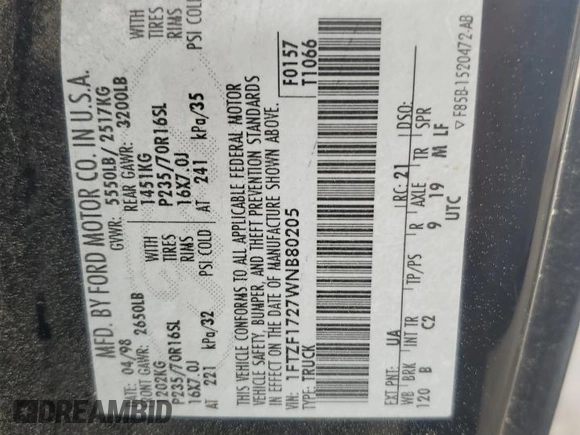 MFD. BY FORD MOTOR CO. IN U.S.A.
DATE: 04/98 GVWR: 5550LB/ 2517KG
FRONT GAWR: 2650LB REAR GAWR: 3200LB
1202KG WITH 1451KG WITH
P235/70R16SL TIRES P235/70R16SL TIRES
16X7.0J RIMS 16X7.0J RIMS
AT 221 kPa/32 PSI COLD AT 241 kPa/35 PSI COLD
THIS VEHICLE CONFORMS TO ALL APPLICABLE FEDERAL MOTOR
VEHICLE SAFETY, BUMPER, AND THEFT PREVENTION STANDARDS
IN EFFECT ON THE DATE OF MANUFACTURE SHOWN ABOVE.
VIN: 1FTZF1727WNB80205 F0157
TYPE: TRUCK T1066
EXT PNT: UA RC: 21 DSO:
WB BRK INT TR TP/PS R AXLE TR SPR
120 B C2 9 19 M LF
UTC
▽ F85B-1520472-AB
DREAMBID